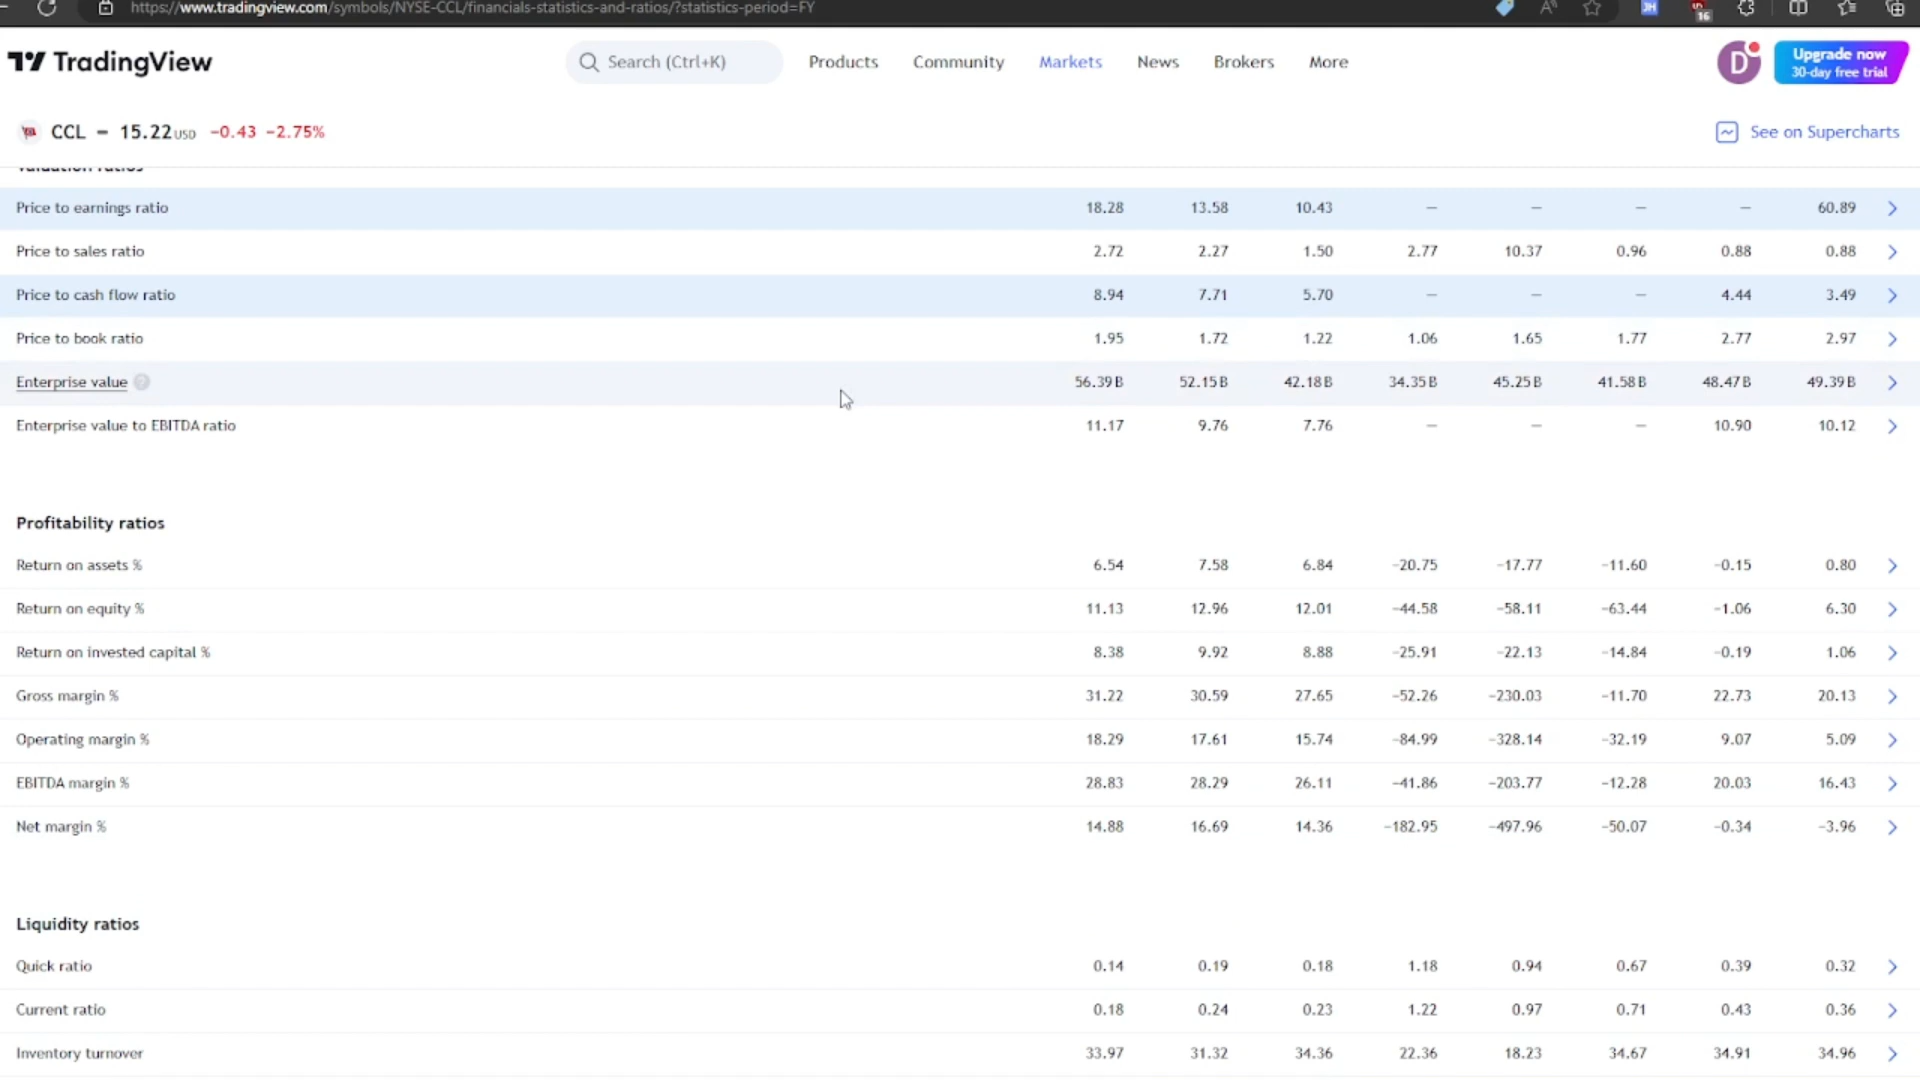 https://www.tradingview.com/symbols/NYSE-CCL/financials-statistics-and-ratios/?statistics-period=FY
JH 16
TradingView Search (Ctrl+K) Products Community Markets News Brokers More D Upgrade now
30-day free trial
CCL – 15.22 USD −0.43 −2.75% See on Supercharts
Valuation ratios
Price to earnings ratio 18.28 13.58 10.43 — — — — 60.89
Price to sales ratio 2.72 2.27 1.50 2.77 10.37 0.96 0.88 0.88
Price to cash flow ratio 8.94 7.71 5.70 — — — 4.44 3.49
Price to book ratio 1.95 1.72 1.22 1.06 1.65 1.77 2.77 2.97
Enterprise value ? 56.39B 52.15B 42.18B 34.35B 45.25B 41.58B 48.47B 49.39B
Enterprise value to EBITDA ratio 11.17 9.76 7.76 — — — 10.90 10.12
Profitability ratios
Return on assets % 6.54 7.58 6.84 −20.75 −17.77 −11.60 −0.15 0.80
Return on equity % 11.13 12.96 12.01 −44.58 −58.11 −63.44 −1.06 6.30
Return on invested capital % 8.38 9.92 8.88 −25.91 −22.13 −14.84 −0.19 1.06
Gross margin % 31.22 30.59 27.65 −52.26 −230.03 −11.70 22.73 20.13
Operating margin % 18.29 17.61 15.74 −84.99 −328.14 −32.19 9.07 5.09
EBITDA margin % 28.83 28.29 26.11 −41.86 −203.77 −12.28 20.03 16.43
Net margin % 14.88 16.69 14.36 −182.95 −497.96 −50.07 −0.34 −3.96
Liquidity ratios
Quick ratio 0.14 0.19 0.18 1.18 0.94 0.67 0.39 0.32
Current ratio 0.18 0.24 0.23 1.22 0.97 0.71 0.43 0.36
Inventory turnover 33.97 31.32 34.36 22.36 18.23 34.67 34.91 34.96